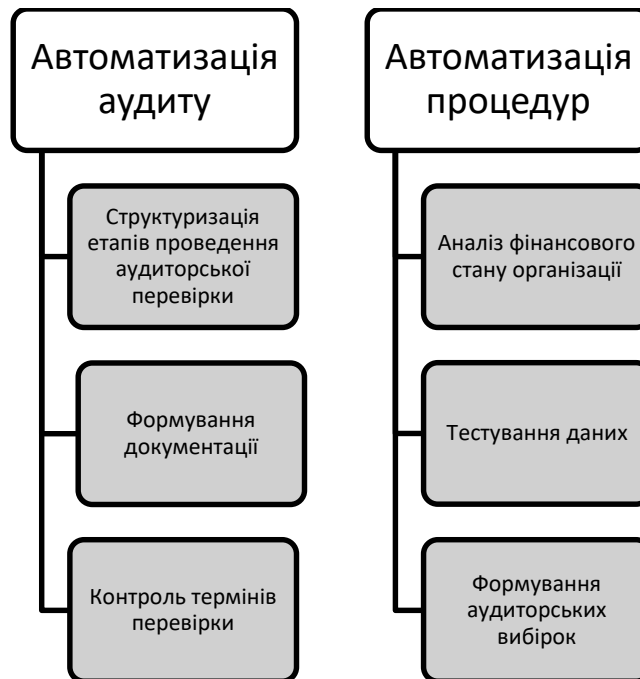 Автоматизація
аудиту
Структуризація
етапів проведення
аудиторської
перевірки
Формування
документації
Контроль термінів
перевірки
Автоматизація
процедур
Аналіз фінансового
стану організації
Тестування даних
Формування
аудиторських
вибірок